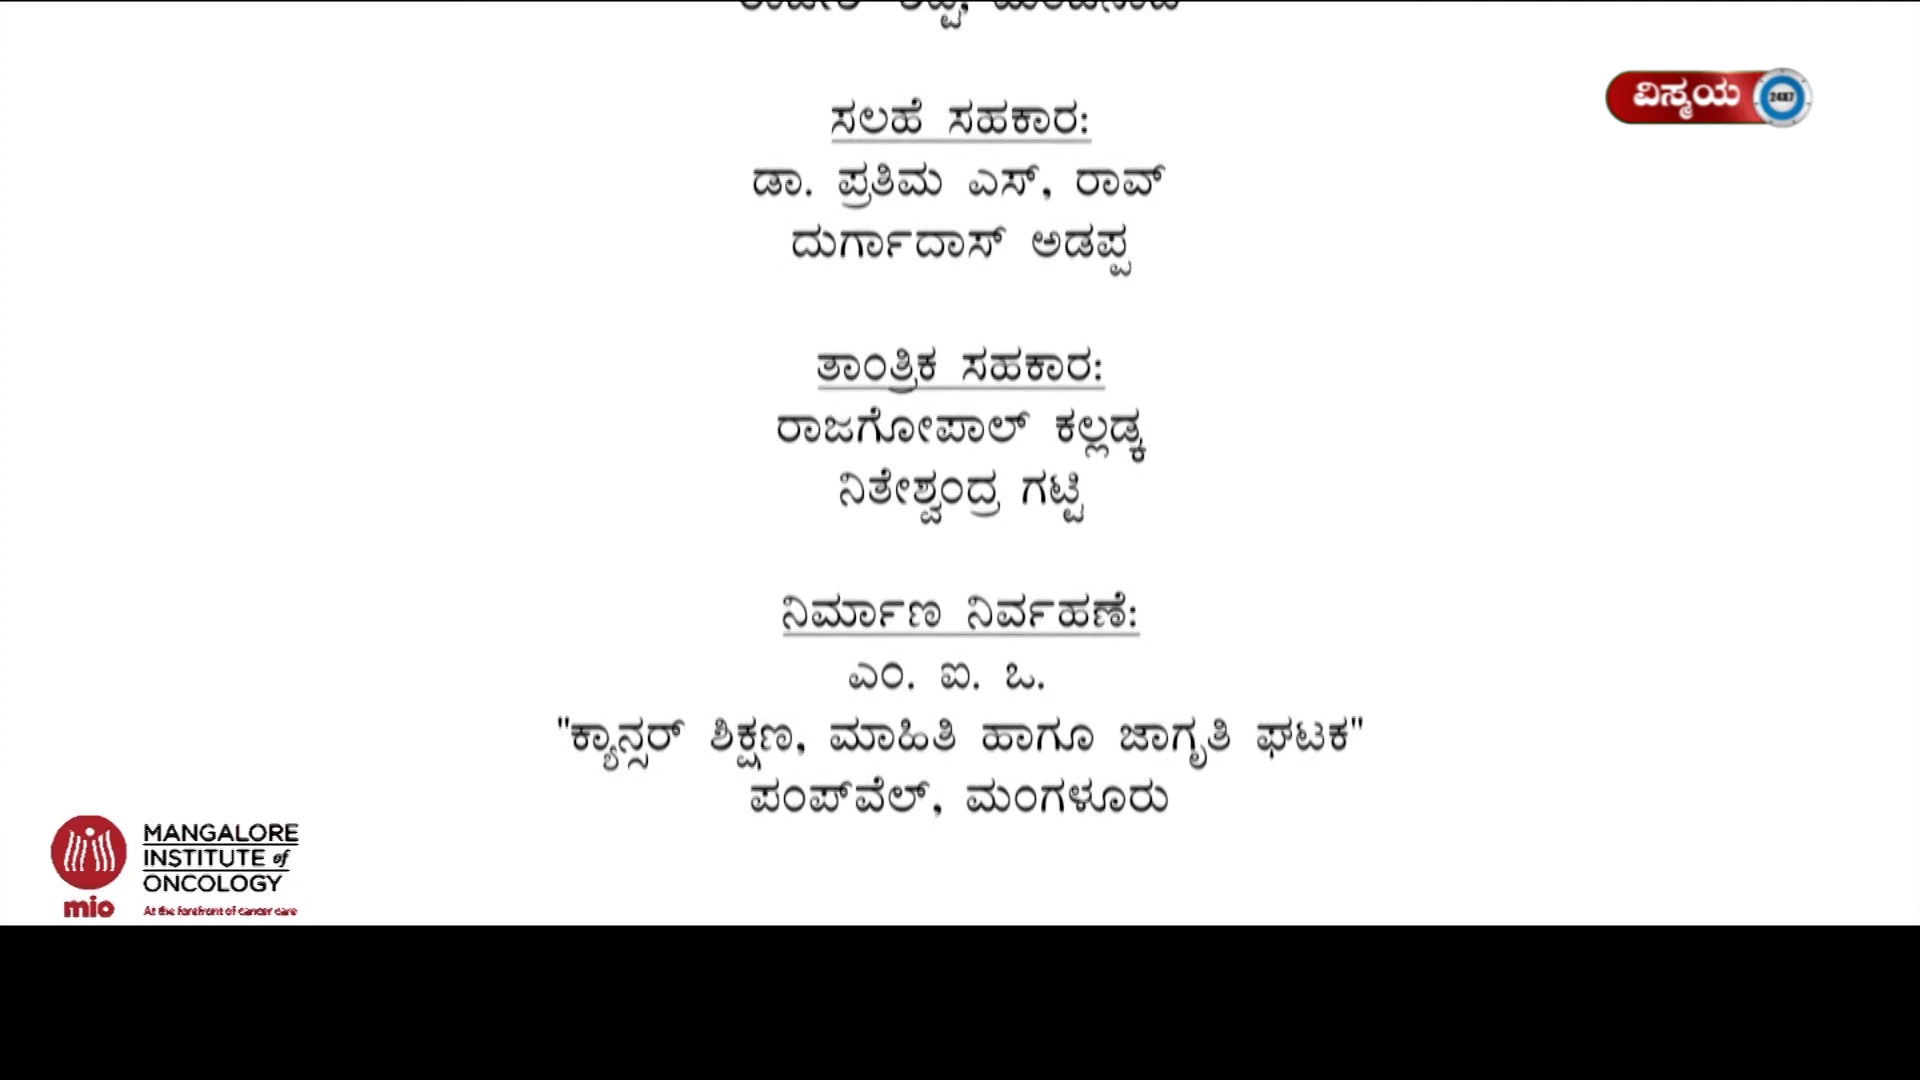 ವಿಸ್ಮಯ 24X7
ಸಲಹೆ ಸಹಕಾರ:
ಡಾ. ಪ್ರತಿಮ ಎಸ್, ರಾವ್
ದುರ್ಗಾದಾಸ್ ಅಡಪ್ಪ
ತಾಂತ್ರಿಕ ಸಹಕಾರ:
ರಾಜಗೋಪಾಲ್ ಕಲ್ಲಡ್ಕ
ನಿತೇಶ್ಚಂದ್ರ ಗಟ್ಟಿ
ನಿರ್ಮಾಣ ನಿರ್ವಹಣೆ:
ಎಂ. ಐ. ಓ.
"ಕ್ಯಾನ್ಸರ್ ಶಿಕ್ಷಣ, ಮಾಹಿತಿ ಹಾಗೂ ಜಾಗೃತಿ ಘಟಕ"
ಪಂಪ್‌ವೆಲ್, ಮಂಗಳೂರು
MANGALORE
INSTITUTE of
ONCOLOGY
mio
At the forefront of cancer care